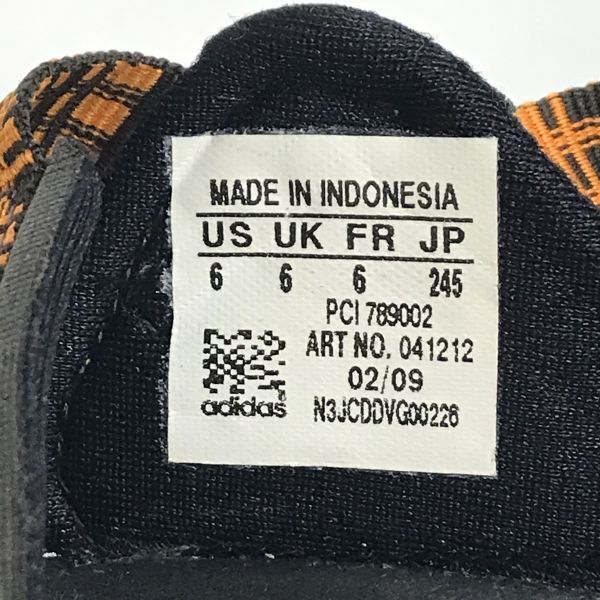 MADE IN INDONESIA
US UK FR JP
6 6 6 245
PCI 789002
ART NO. 041212
02/09
adidas N3JCDDVG00226